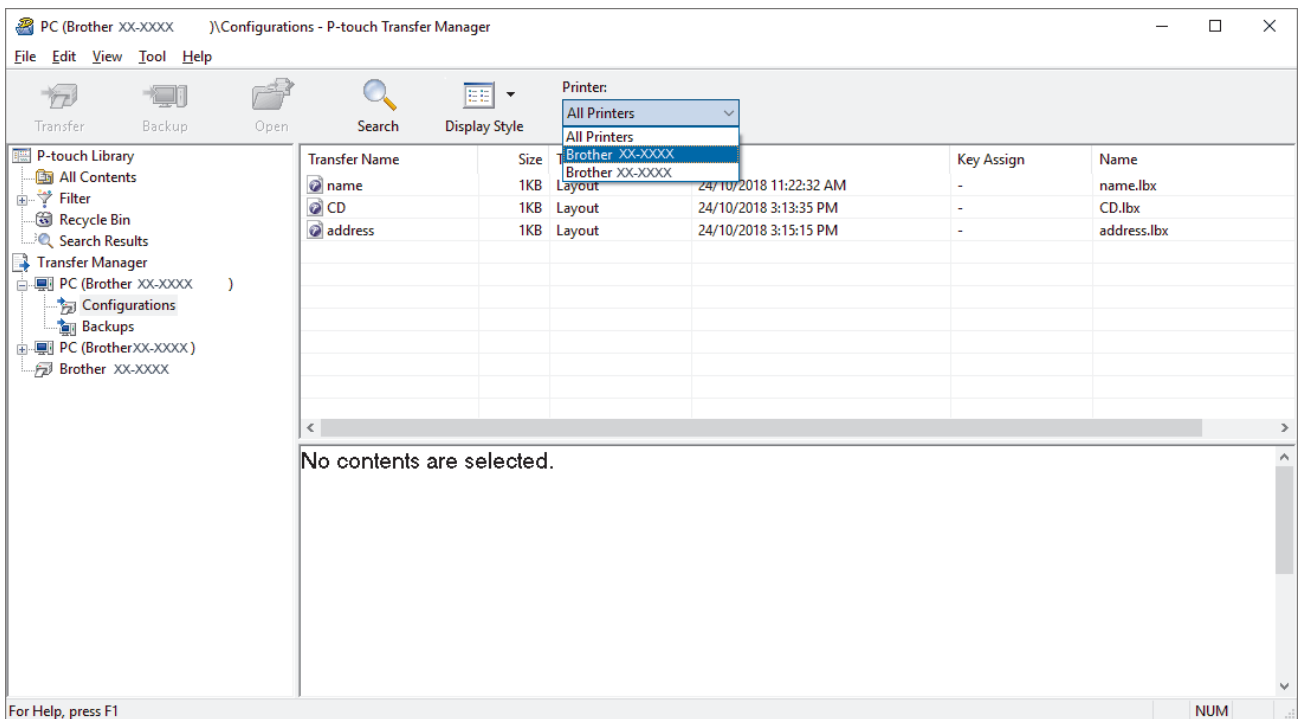 PC (Brother XX-XXXX )\Configurations - P-touch Transfer Manager
File Edit View Tool Help
Transfer Backup Open Search Display Style
Printer:
All Printers
All Printers
Brother XX-XXXX
Brother XX-XXXX
P-touch Library
All Contents
Filter
Recycle Bin
Search Results
Transfer Manager
PC (Brother XX-XXXX )
Configurations
Backups
PC (BrotherXX-XXXX)
Brother XX-XXXX
Transfer Name Size Key Assign Name
name 1KB Layout 24/10/2018 11:22:32 AM - name.lbx
CD 1KB Layout 24/10/2018 3:13:35 PM - CD.lbx
address 1KB Layout 24/10/2018 3:15:15 PM - address.lbx
No contents are selected.
For Help, press F1 NUM